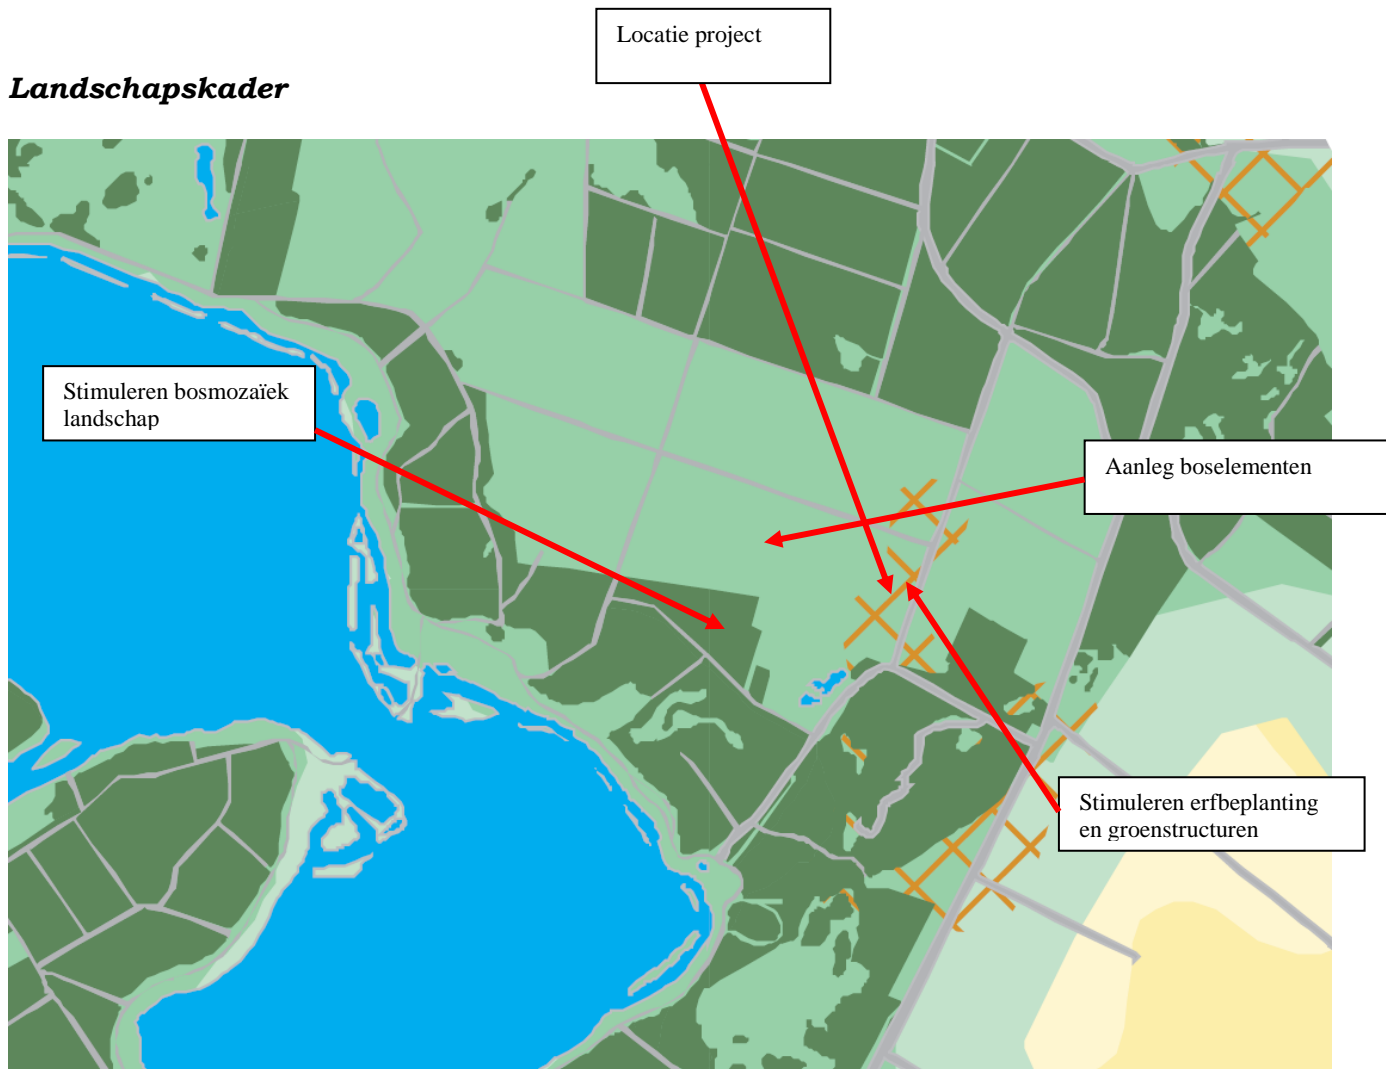 Locatie project
Landschapskader
Stimuleren bosmozaïek
landschap
Aanleg boselementen
Stimuleren erfbeplanting
en groenstructuren